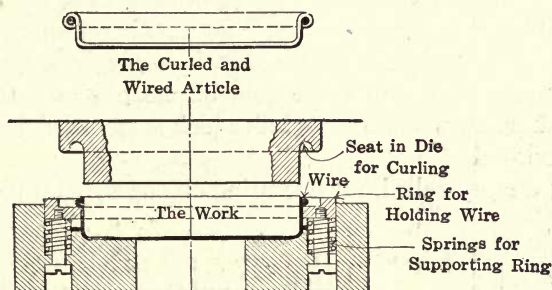 The Curled and
Wired Article
Seat in Die
for Curling
Wire
Ring for
Holding Wire
The Work
Springs for
Supporting Ring